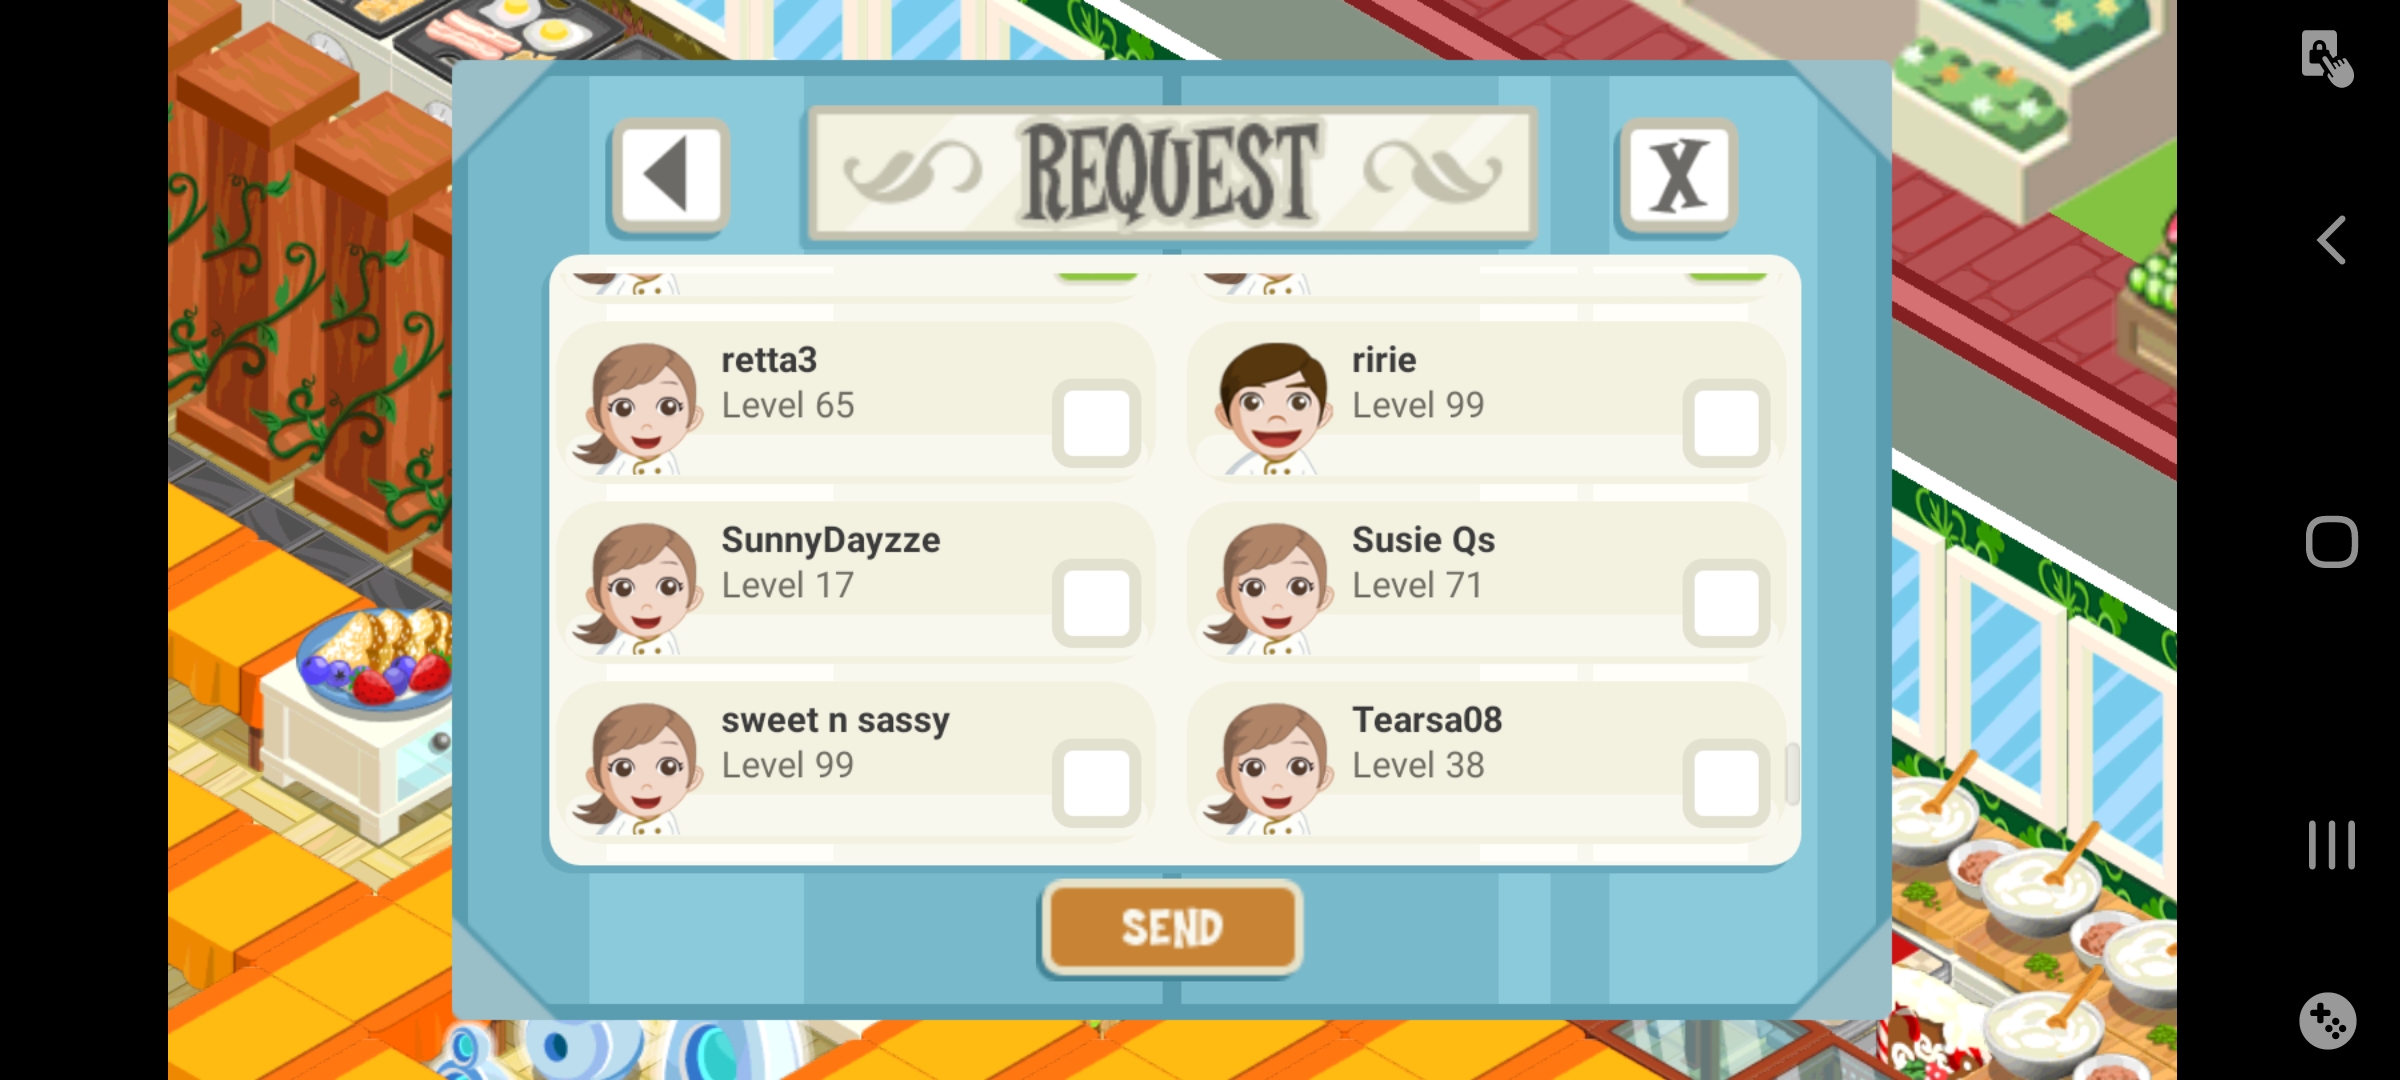 REQUEST
X
retta3
Level 65
ririe
Level 99
SunnyDayzze
Level 17
Susie Qs
Level 71
sweet n sassy
Level 99
Tearsa08
Level 38
SEND